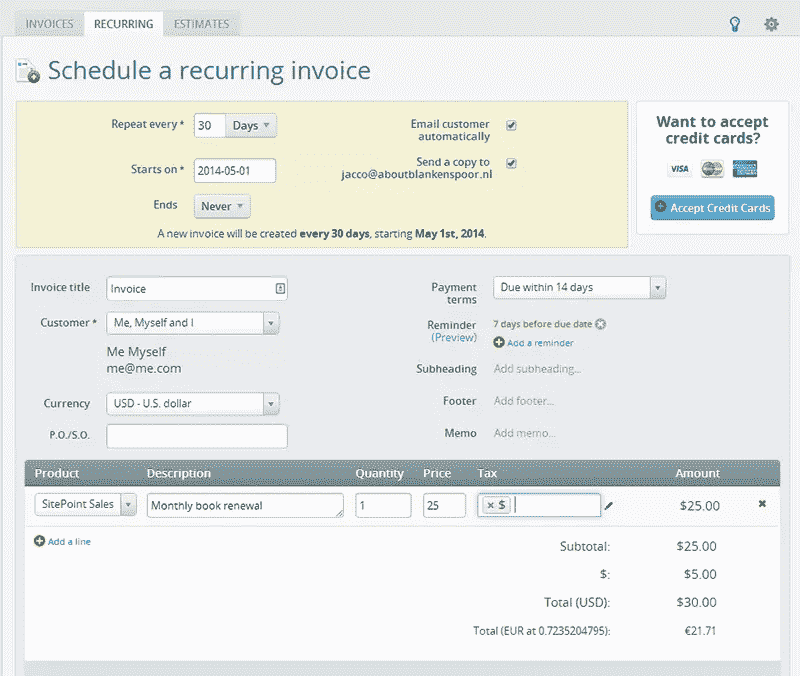 INVOICES RECURRING ESTIMATES
Schedule a recurring invoice
Repeat every * 30 Days
Email customer
automatically
Starts on * 2014-05-01
Send a copy to
jacco@aboutblankenspoor.nl
Ends Never
A new invoice will be created every 30 days, starting May 1st, 2014.
Want to accept
credit cards?
VISA
Accept Credit Cards
Invoice title Invoice
Payment
terms
Due within 14 days
Customer * Me, Myself and I
Reminder
(Preview)
7 days before due date
Add a reminder
Me Myself
me@me.com
Subheading Add subheading...
Currency USD - U.S. dollar
Footer Add footer...
P.O./S.O.
Memo Add memo...
Product Description Quantity Price Tax Amount
SitePoint Sales Monthly book renewal 1 25 × $ $25.00
Add a line
Subtotal: $25.00
$: $5.00
Total (USD): $30.00
Total (EUR at 0.7235204795): €21.71